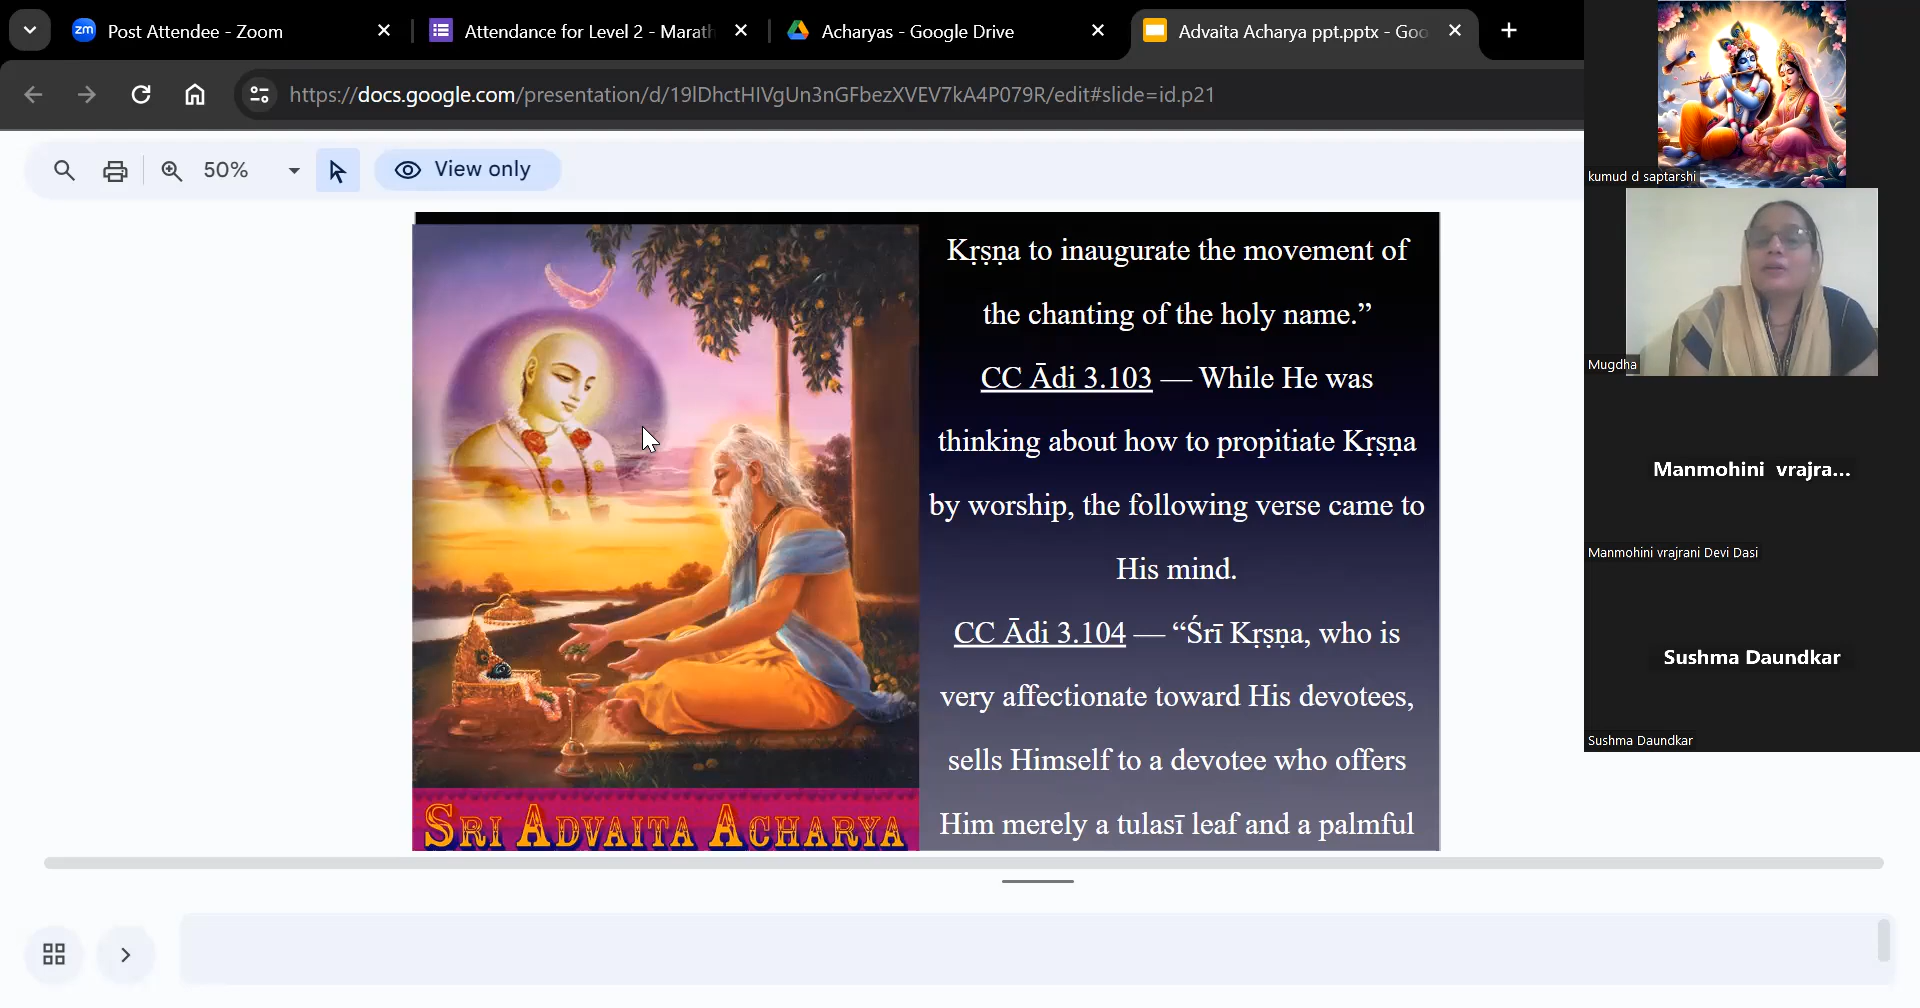 Post Attendee - Zoom
Attendance for Level 2 - Marath
Acharyas - Google Drive
Advaita Acharya ppt.pptx - Goo
https://docs.google.com/presentation/d/19lDhctHIVgUn3nGFbezXVEV7kA4P079R/edit#slide=id.p21
50%
View only
Kṛṣṇa to inaugurate the movement of
the chanting of the holy name.”
CC Ādi 3.103 — While He was
thinking about how to propitiate Kṛṣṇa
by worship, the following verse came to
His mind.
CC Ādi 3.104 — “Śrī Kṛṣṇa, who is
very affectionate toward His devotees,
sells Himself to a devotee who offers
Him merely a tulasī leaf and a palmful
SRI ADVAITA ACHARYA
kumud d saptarshi
Mugdha
Manmohini vrajra...
Manmohini vrajrani Devi Dasi
Sushma Daundkar
Sushma Daundkar